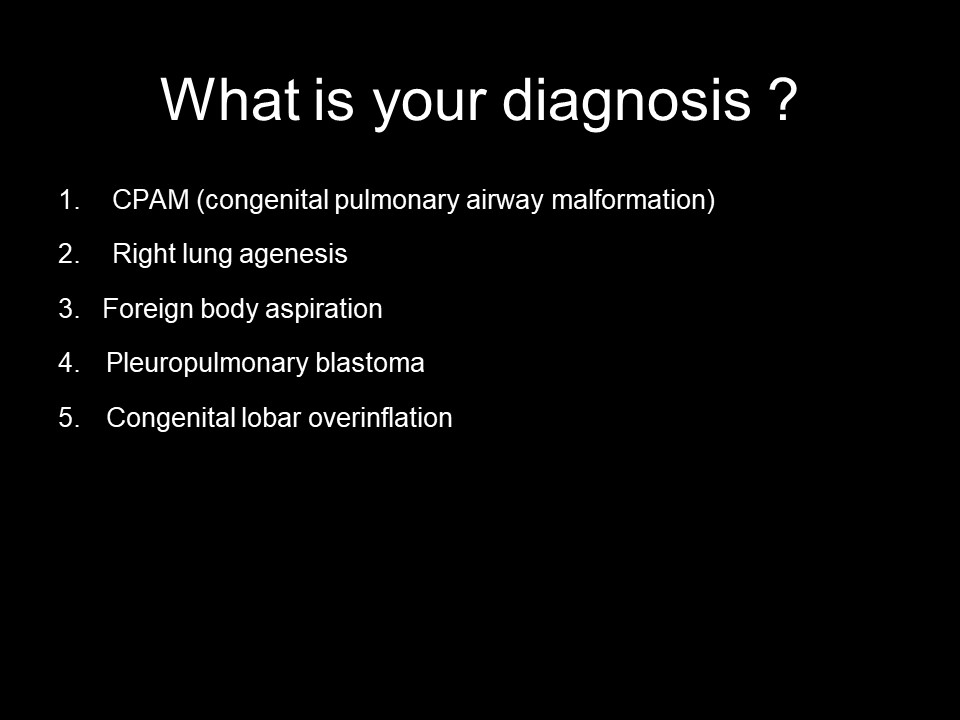 What is your diagnosis ?
1. CPAM (congenital pulmonary airway malformation)
2. Right lung agenesis
3. Foreign body aspiration
4. Pleuropulmonary blastoma
5. Congenital lobar overinflation